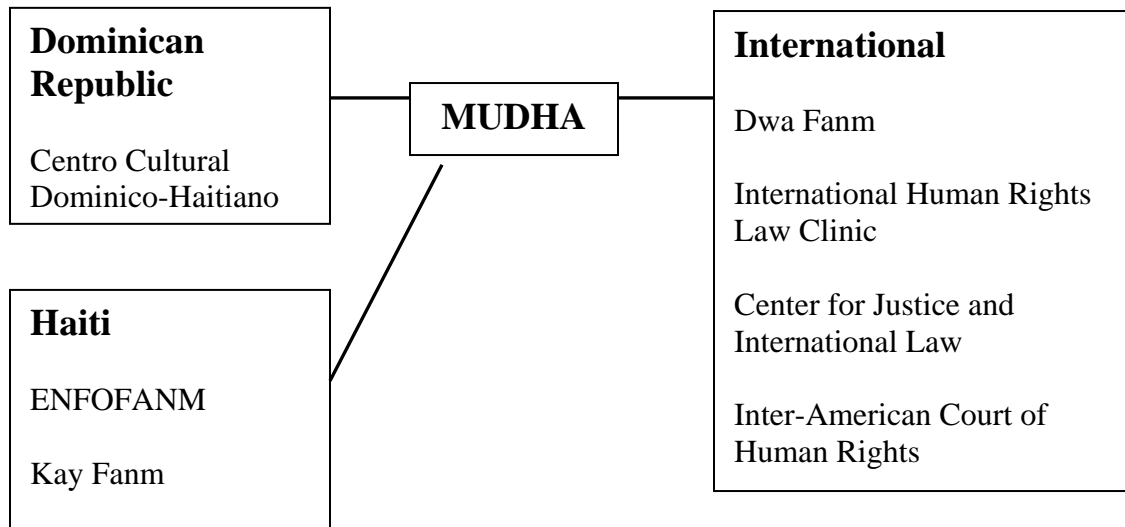 Dominican
Republic
Centro Cultural
Dominico-Haitiano
MUDHA
International
Dwa Fanm
International Human Rights
Law Clinic
Center for Justice and
International Law
Inter-American Court of
Human Rights
Haiti
ENFOFANM
Kay Fanm